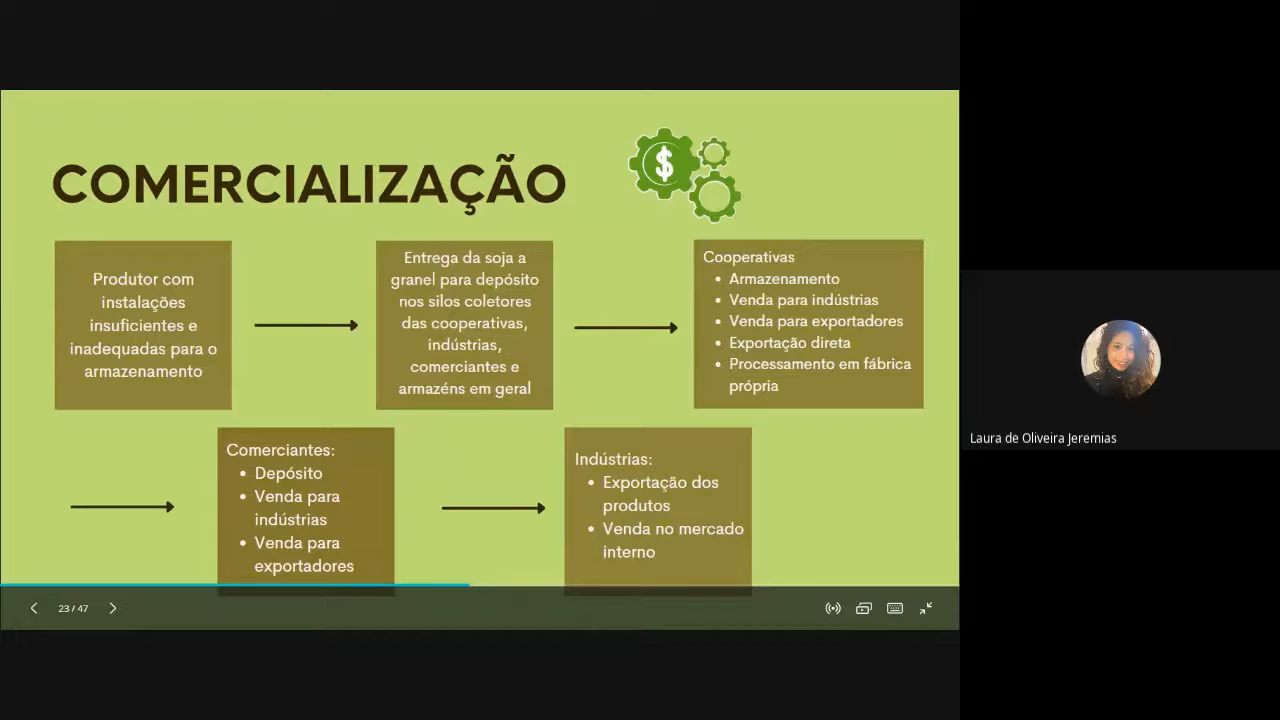 COMERCIALIZAÇÃO
$
Produtor com
instalações
insuficientes e
inadequadas para o
armazenamento
Entrega da soja a
granel para depósito
nos silos coletores
das cooperativas,
indústrias,
comerciantes e
armazéns em geral
Cooperativas
• Armazenamento
• Venda para indústrias
• Venda para exportadores
• Exportação direta
• Processamento em fábrica
própria
Comerciantes:
• Depósito
• Venda para
indústrias
• Venda para
exportadores
Indústrias:
• Exportação dos
produtos
• Venda no mercado
interno
23 / 47
Laura de Oliveira Jeremias